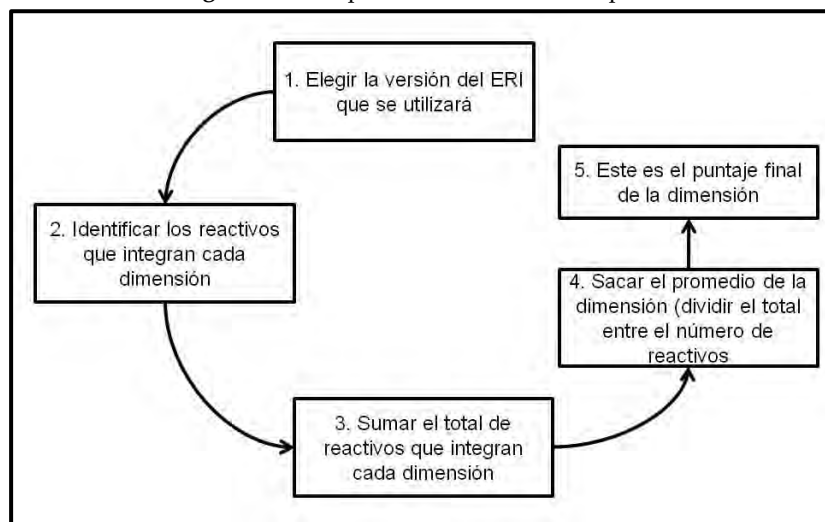 1. Elegir la versión del ERI
que se utilizará
2. Identificar los reactivos
que integran cada
dimensión
3. Sumar el total de
reactivos que integran
cada dimensión
4. Sacar el promedio de la
dimensión (dividir el total
entre el número de
reactivos
5. Este es el puntaje final
de la dimensión